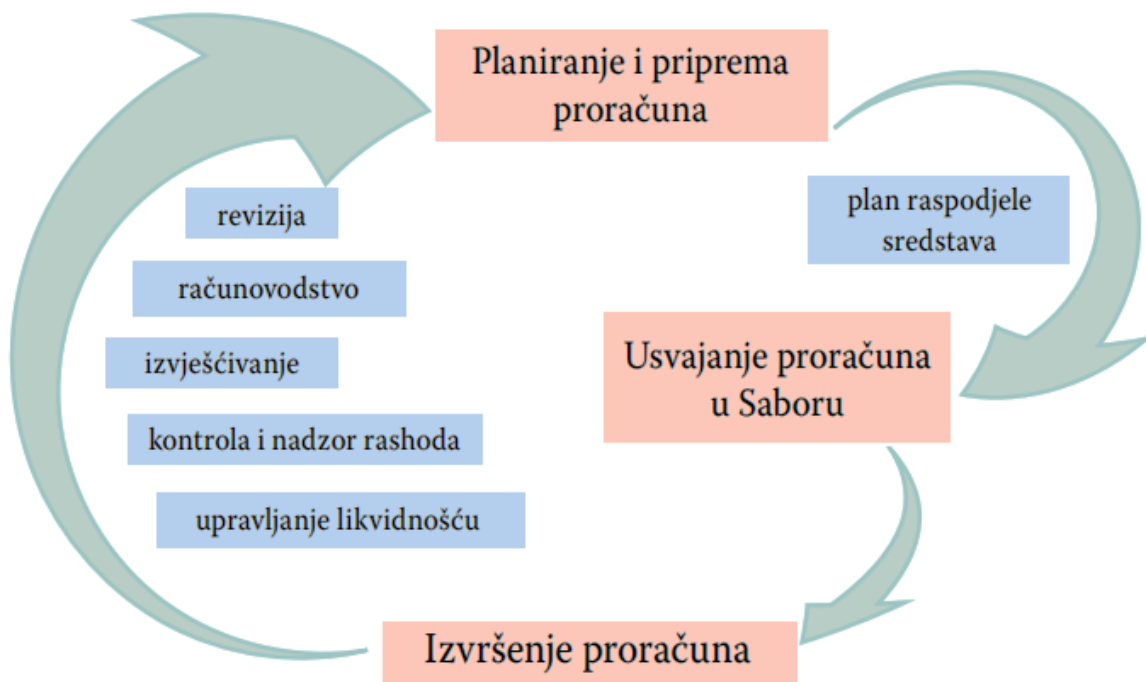 Planiranje i priprema
proračuna
plan raspodjele
sredstava
Usvajanje proračuna
u Saboru
Izvršenje proračuna
revizija
računovodstvo
izvješćivanje
kontrola i nadzor rashoda
upravljanje likvidnošću